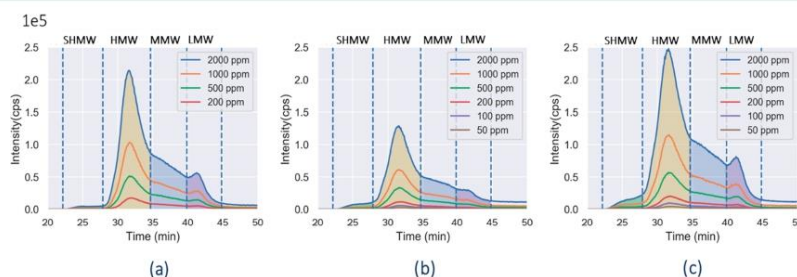 1e5
SHMW HMW MMW LMW
2.5
2.0
1.5
1.0
0.5
0.0
Intensity(cps)
2000 ppm
1000 ppm
500 ppm
200 ppm
20 25 30 35 40 45 50
Time (min)
(a)
SHMW HMW MMW LMW
2.5
2.0
1.5
1.0
0.5
0.0
Intensity(cps)
2000 ppm
1000 ppm
500 ppm
200 ppm
100 ppm
50 ppm
20 25 30 35 40 45 50
Time (min)
(b)
SHMW HMW MMW LMW
2.5
2.0
1.5
1.0
0.5
0.0
Intensity(cps)
2000 ppm
1000 ppm
500 ppm
200 ppm
100 ppm
50 ppm
20 25 30 35 40 45 50
Time (min)
(c)